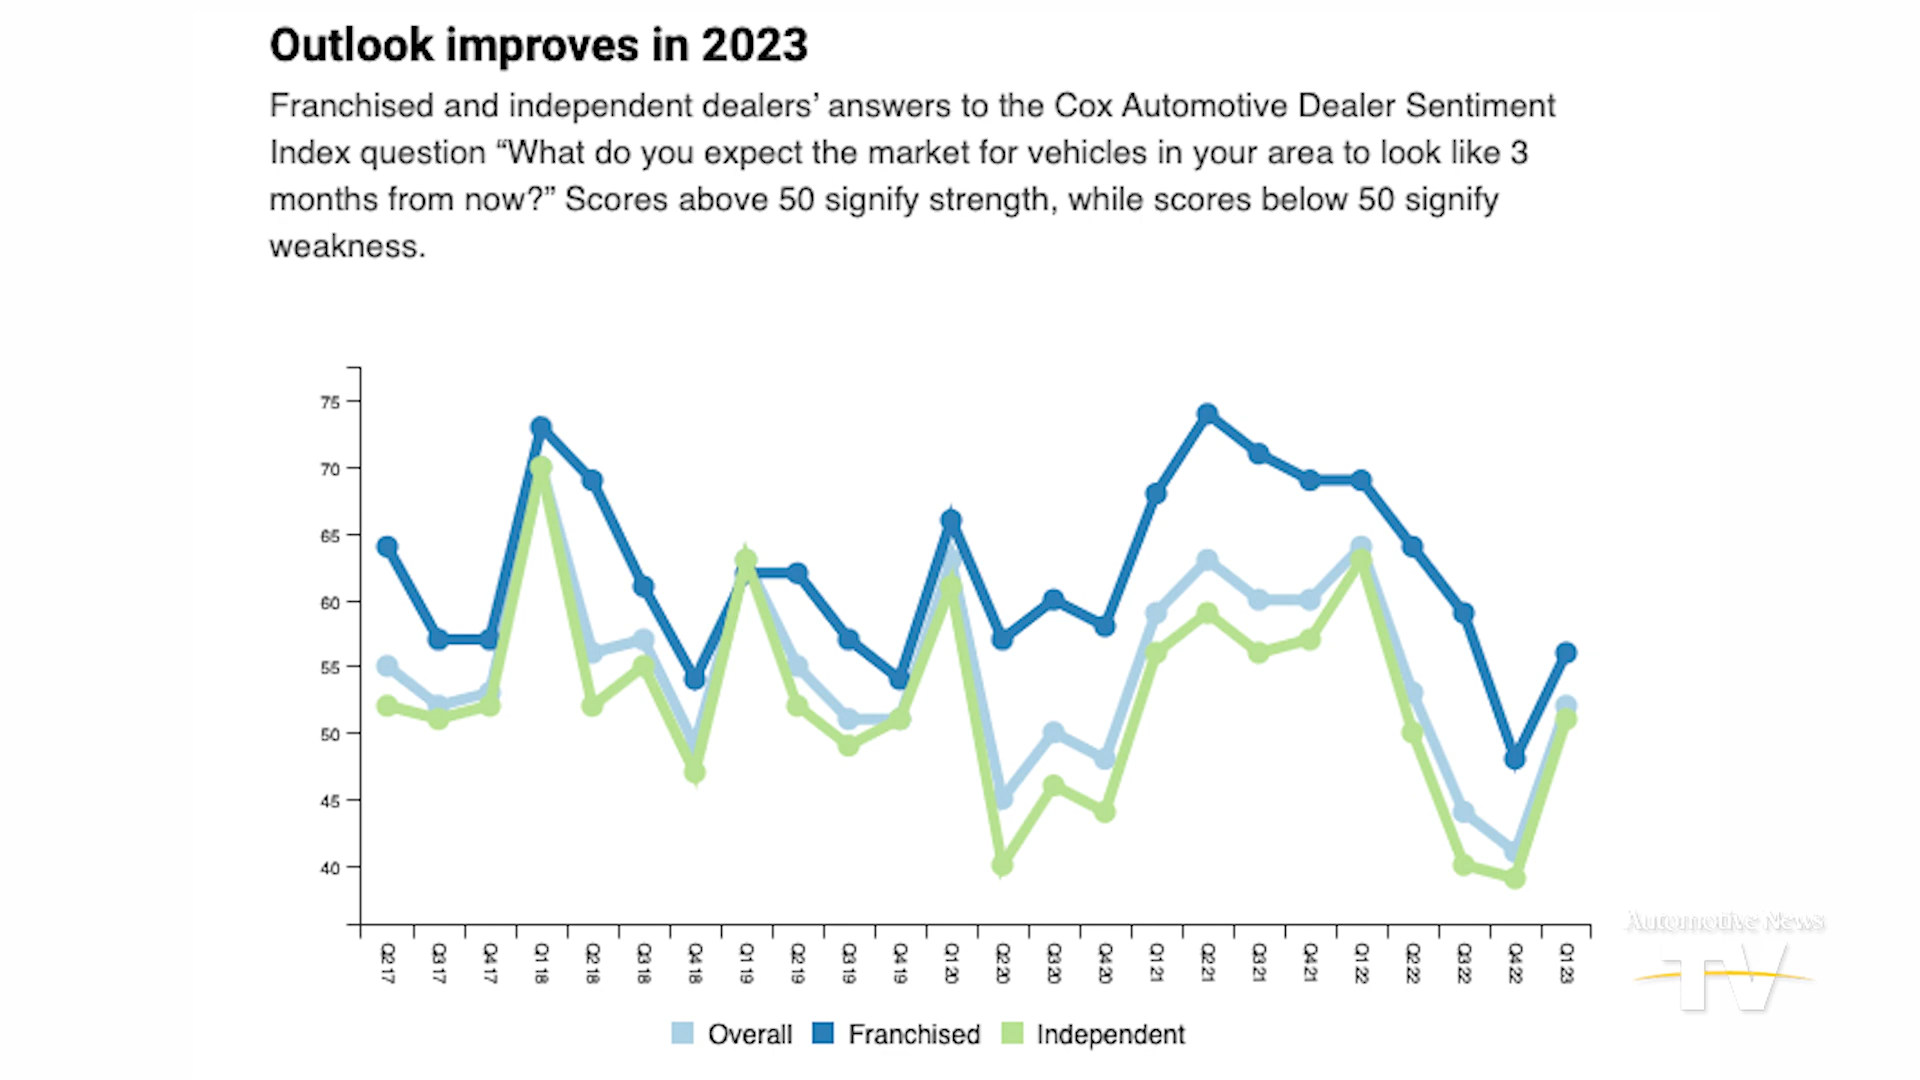 Outlook improves in 2023
Franchised and independent dealers’ answers to the Cox Automotive Dealer Sentiment
Index question “What do you expect the market for vehicles in your area to look like 3
months from now?” Scores above 50 signify strength, while scores below 50 signify
weakness.
75
70
65
60
55
50
45
40
Q2 17
Q3 17
Q4 17
Q1 18
Q2 18
Q3 18
Q4 18
Q1 19
Q2 19
Q3 19
Q4 19
Q1 20
Q2 20
Q3 20
Q4 20
Q1 21
Q2 21
Q3 21
Q4 21
Q1 22
Q2 22
Q3 22
Q4 22
Q1 23
Overall Franchised Independent
Automotive News
TV